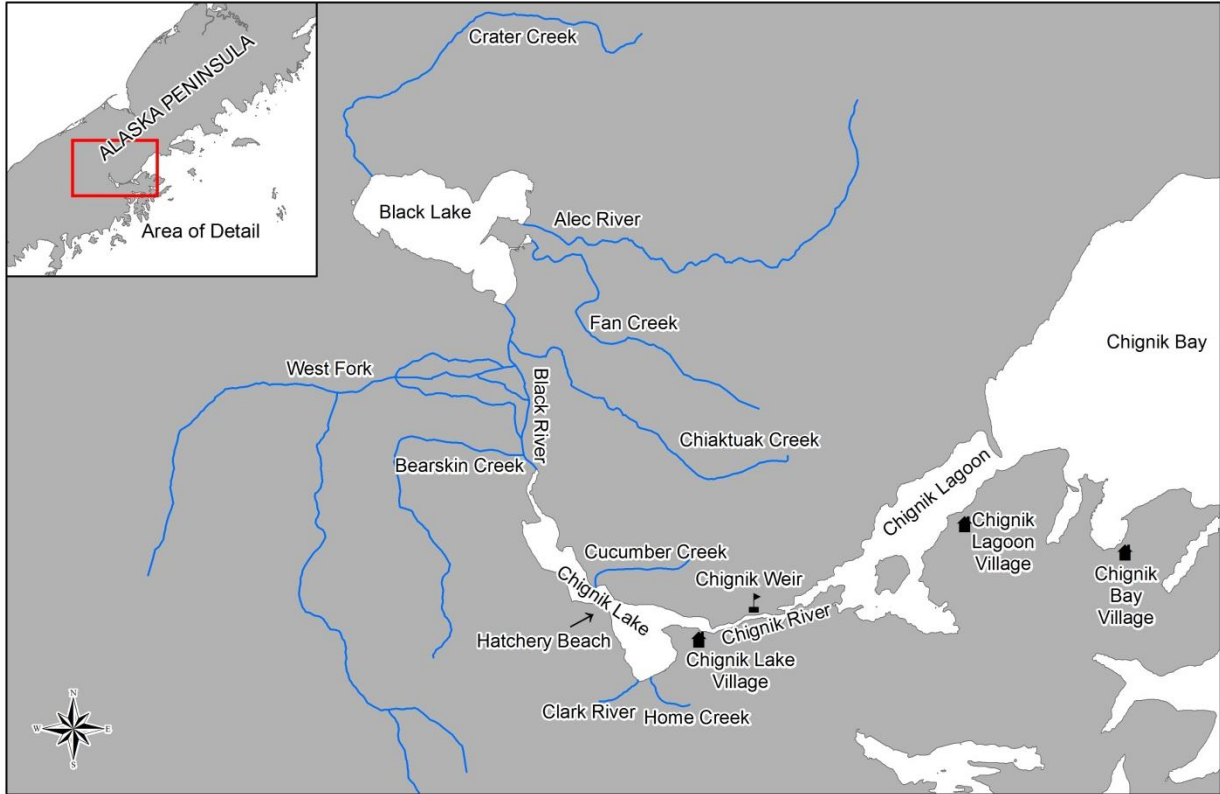 ALASKA PENINSULA
Area of Detail
Crater Creek
Black Lake
Alec River
Fan Creek
Chignik Bay
West Fork
Black River
Chiaktuak Creek
Bearskin Creek
Chignik Lagoon
Chignik
Lagoon
Village
Cucumber Creek
Chignik Weir
Chignik
Bay
Village
Chignik Lake
Chignik River
Hatchery Beach
Chignik Lake
Village
Clark River
Home Creek
N
W
E
S